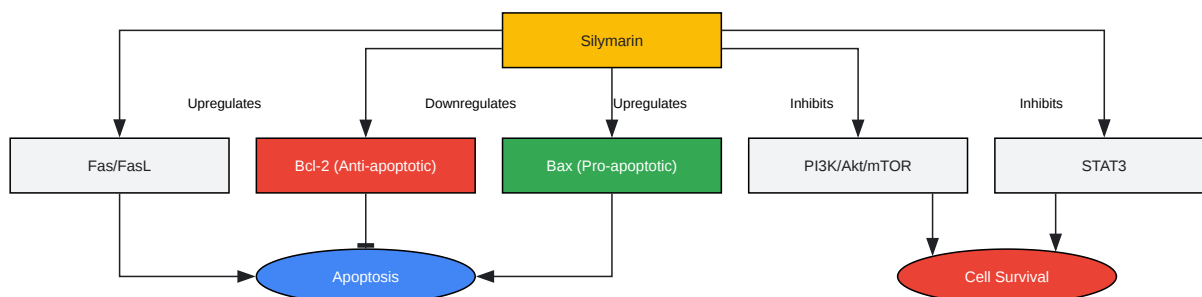 Silymarin
Upregulates
Downregulates
Upregulates
Inhibits
Inhibits
Fas/FasL
Bcl-2 (Anti-apoptotic)
Bax (Pro-apoptotic)
PI3K/Akt/mTOR
STAT3
Apoptosis
Cell Survival